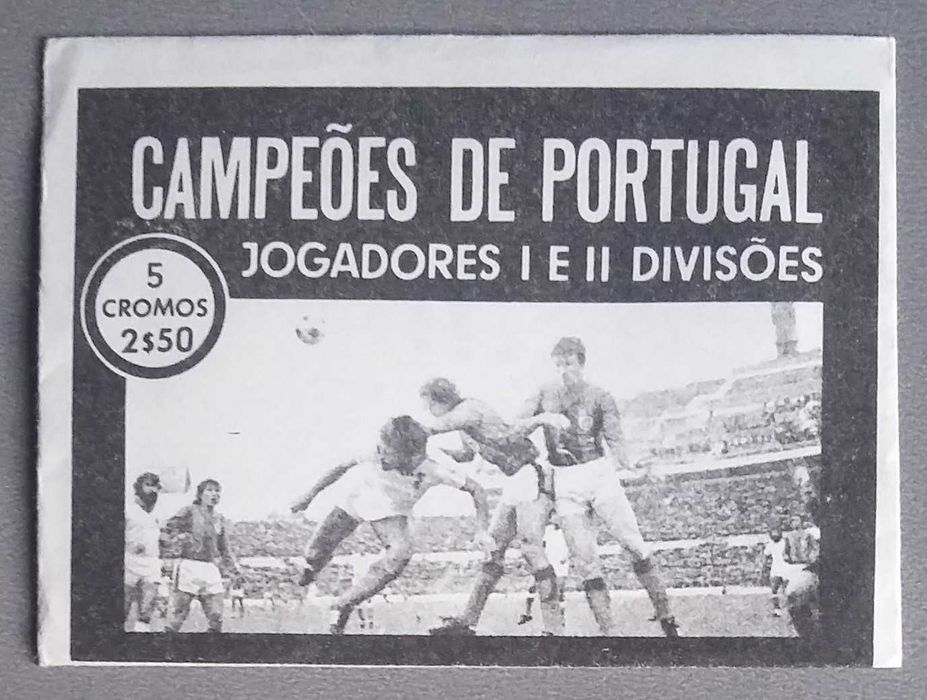 CAMPEÕES DE PORTUGAL
JOGADORES I E II DIVISÕES
5
CROMOS
2$50